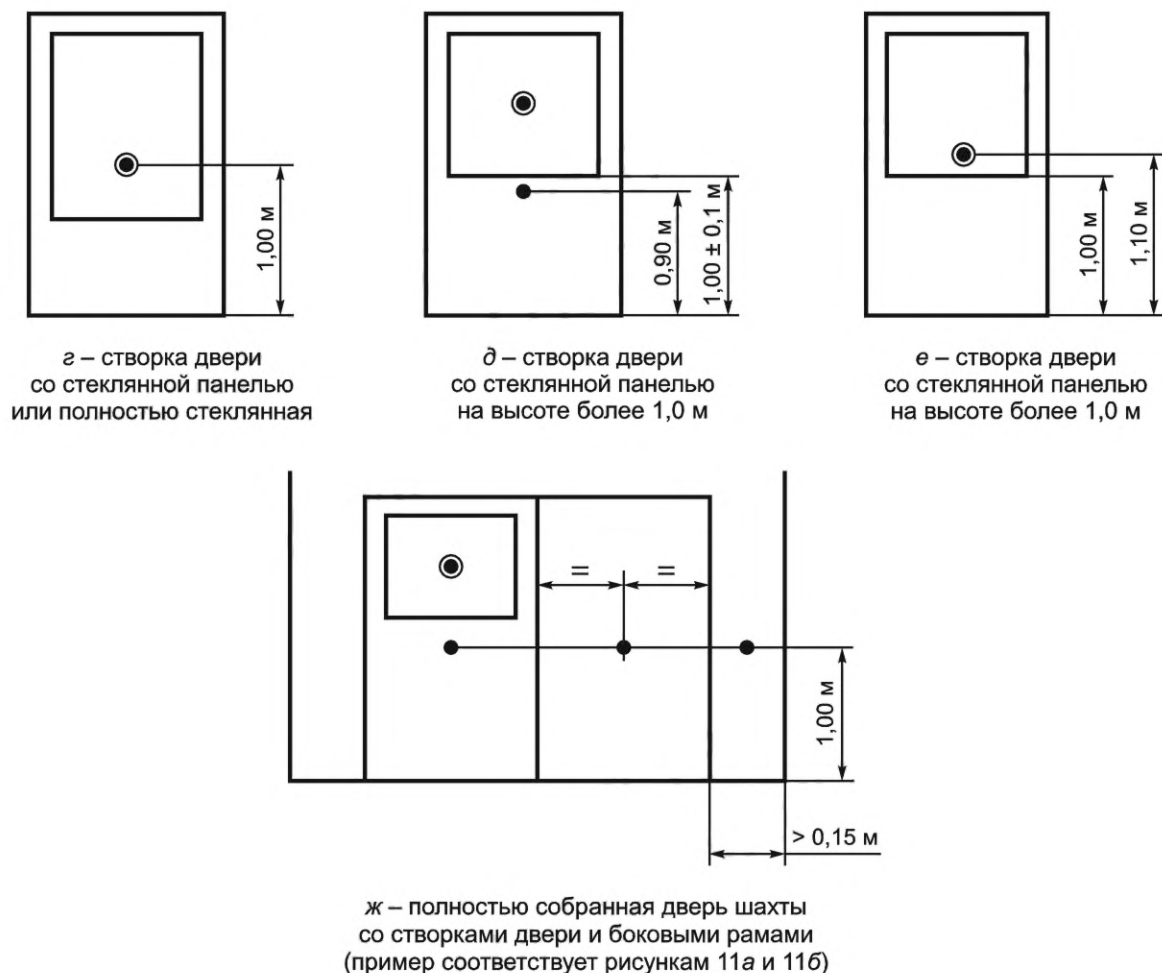 1,00 м
0,90 м
1,00 ± 0,1 м
1,00 м
1,10 м
г – створка двери
со стеклянной панелью
или полностью стеклянная
д – створка двери
со стеклянной панелью
на высоте более 1,0 м
е – створка двери
со стеклянной панелью
на высоте более 1,0 м
=
=
1,00 м
> 0,15 м
ж – полностью собранная дверь шахты
со створками двери и боковыми рамами
(пример соответствует рисункам 11а и 11б)